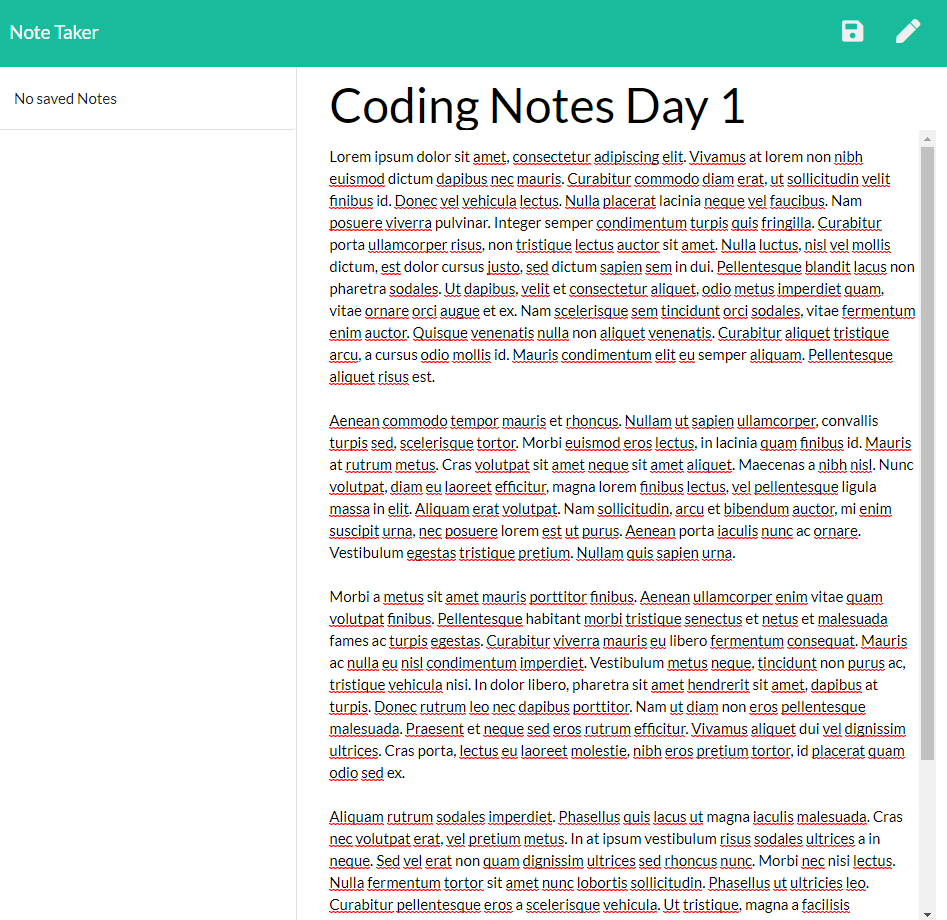 Note Taker
No saved Notes
Coding Notes Day 1
Lorem ipsum dolor sit amet, consectetur adipiscing elit. Vivamus at lorem non nibh
euismod dictum dapibus nec mauris. Curabitur commodo diam erat, ut sollicitudin velit
finibus id. Donec vel vehicula lectus. Nulla placerat lacinia neque vel faucibus. Nam
posuere viverra pulvinar. Integer semper condimentum turpis quis fringilla. Curabitur
porta ullamcorper risus, non tristique lectus auctor sit amet. Nulla luctus, nisl vel mollis
dictum, est dolor cursus justo, sed dictum sapien sem in dui. Pellentesque blandit lacus non
pharetra sodales. Ut dapibus, velit et consectetur aliquet, odio metus imperdiet quam,
vitae ornare orci augue et ex. Nam scelerisque sem tincidunt orci sodales, vitae fermentum
enim auctor. Quisque venenatis nulla non aliquet venenatis. Curabitur aliquet tristique
arcu, a cursus odio mollis id. Mauris condimentum elit eu semper aliquam. Pellentesque
aliquet risus est.
Aenean commodo tempor mauris et rhoncus. Nullam ut sapien ullamcorper, convallis
turpis sed, scelerisque tortor. Morbi euismod eros lectus, in lacinia quam finibus id. Mauris
at rutrum metus. Cras volutpat sit amet neque sit amet aliquet. Maecenas a nibh nisl. Nunc
volutpat, diam eu laoreet efficitur, magna lorem finibus lectus, vel pellentesque ligula
massa in elit. Aliquam erat volutpat. Nam sollicitudin, arcu et bibendum auctor, mi enim
suscipit urna, nec posuere lorem est ut purus. Aenean porta iaculis nunc ac ornare.
Vestibulum egestas tristique pretium. Nullam quis sapien urna.
Morbi a metus sit amet mauris porttitor finibus. Aenean ullamcorper enim vitae quam
volutpat finibus. Pellentesque habitant morbi tristique senectus et netus et malesuada
fames ac turpis egestas. Curabitur viverra mauris eu libero fermentum consequat. Mauris
ac nulla eu nisl condimentum imperdiet. Vestibulum metus neque, tincidunt non purus ac,
tristique vehicula nisi. In dolor libero, pharetra sit amet hendrerit sit amet, dapibus at
turpis. Donec rutrum leo nec dapibus porttitor. Nam ut diam non eros pellentesque
malesuada. Praesent et neque sed eros rutrum efficitur. Vivamus aliquet dui vel dignissim
ultrices. Cras porta, lectus eu laoreet molestie, nibh eros pretium tortor, id placerat quam
odio sed ex.
Aliquam rutrum sodales imperdiet. Phasellus quis lacus ut magna iaculis malesuada. Cras
nec volutpat erat, vel pretium metus. In at ipsum vestibulum risus sodales ultrices a in
neque. Sed vel erat non quam dignissim ultrices sed rhoncus nunc. Morbi nec nisi lectus.
Nulla fermentum tortor sit amet nunc lobortis sollicitudin. Phasellus ut ultricies leo.
Curabitur pellentesque eros a scelerisque vehicula. Ut tristique, magna a facilisis